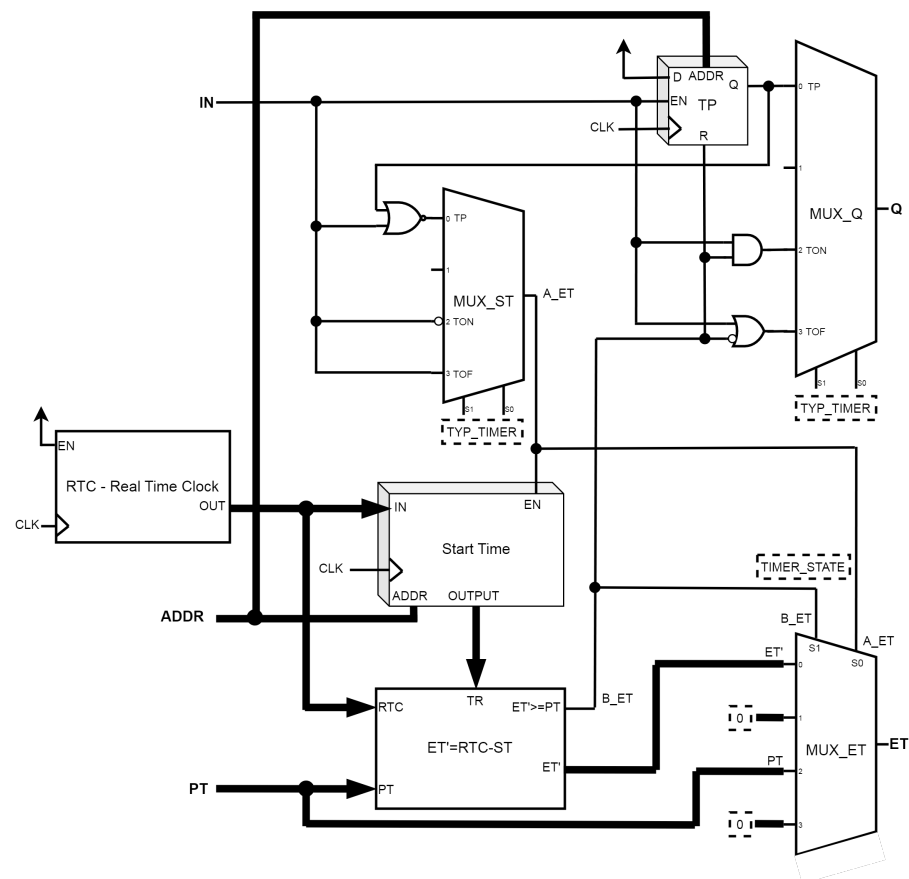 IN
D ADDR Q
EN TP
CLK
R
0 TP
1
MUX_Q
Q
2 TON
3 TOF
S1 S0
TYP_TIMER
0 TP
1
MUX_ST
A_ET
2 TON
3 TOF
S1 S0
TYP_TIMER
EN
RTC - Real Time Clock
OUT
CLK
IN EN
Start Time
CLK
ADDR OUTPUT
ADDR
TIMER_STATE
B_ET
A_ET
S1 S0
ET'
0
0
1
MUX_ET
ET
PT
2
0
3
TR
RTC ET'>=PT
B_ET
ET'=RTC-ST
ET'
PT
PT